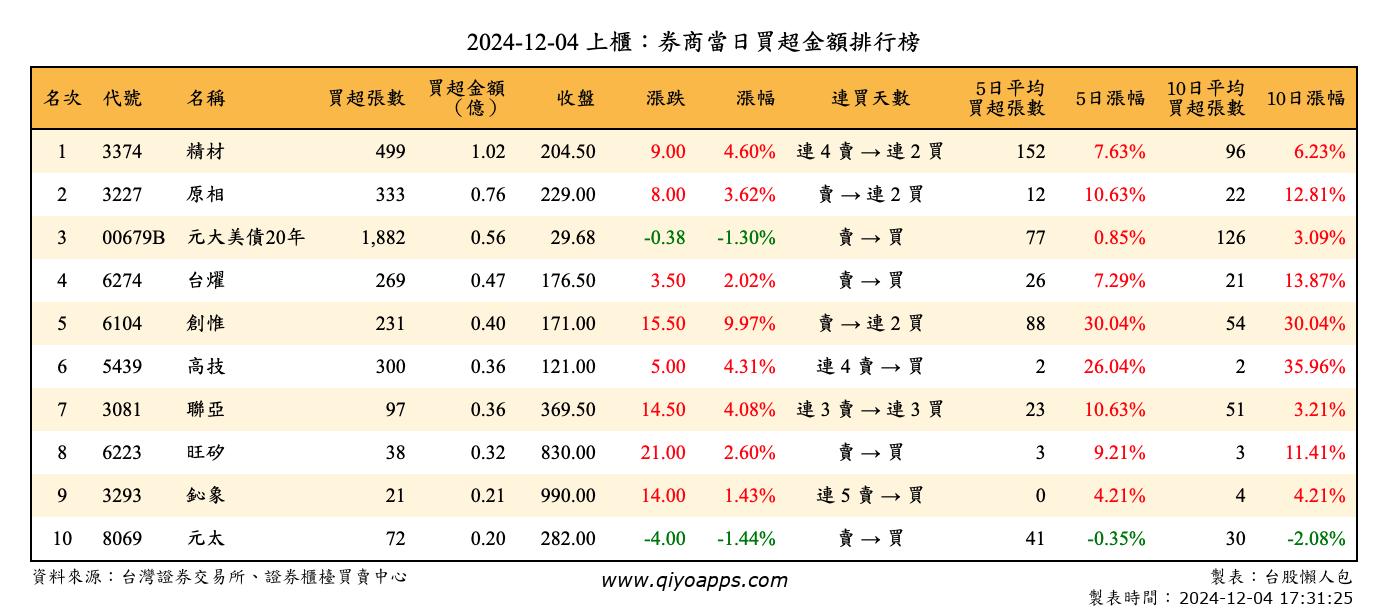 2024-12-04 上櫃：券商當日買超金額排行榜
名次 代號 名稱 買超張數 買超金額（億） 收盤 漲跌 漲幅 連買天數 5日平均買超張數 5日漲幅 10日平均買超張數 10日漲幅
1 3374 精材 499 1.02 204.50 9.00 4.60% 連 4 賣 → 連 2 買 152 7.63% 96 6.23%
2 3227 原相 333 0.76 229.00 8.00 3.62% 賣 → 連 2 買 12 10.63% 22 12.81%
3 00679B 元大美債20年 1,882 0.56 29.68 -0.38 -1.30% 賣 → 買 77 0.85% 126 3.09%
4 6274 台燿 269 0.47 176.50 3.50 2.02% 賣 → 買 26 7.29% 21 13.87%
5 6104 創惟 231 0.40 171.00 15.50 9.97% 賣 → 連 2 買 88 30.04% 54 30.04%
6 5439 高技 300 0.36 121.00 5.00 4.31% 連 4 賣 → 買 2 26.04% 2 35.96%
7 3081 聯亞 97 0.36 369.50 14.50 4.08% 連 3 賣 → 連 3 買 23 10.63% 51 3.21%
8 6223 旺矽 38 0.32 830.00 21.00 2.60% 賣 → 買 3 9.21% 3 11.41%
9 3293 鈊象 21 0.21 990.00 14.00 1.43% 連 5 賣 → 買 0 4.21% 4 4.21%
10 8069 元太 72 0.20 282.00 -4.00 -1.44% 賣 → 買 41 -0.35% 30 -2.08%
資料來源：台灣證券交易所、證券櫃檯買賣中心 www.qiyoapps.com 製表：台股懶人包
製表時間：2024-12-04 17:31:25